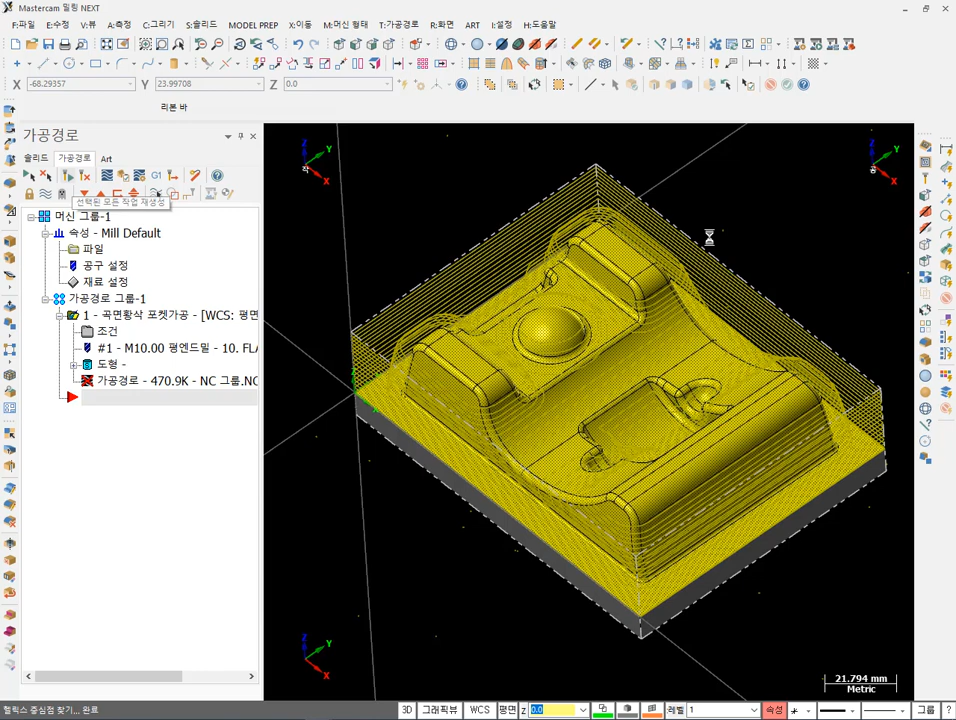 Mastercam 밀링 NEXT
F:파일 E:수정 V:뷰 A:측정 C:그리기 S:솔리드 MODEL PREP X:이동 M:머신 형태 T:가공경로 R:화면 ART I:설정 H:도움말
X -68.29357 Y 23.99708 Z 0.0
리본 바
가공경로
솔리드 가공경로 Art
G1
선택된 모든 작업 재생성
머신 그룹-1
속성 - Mill Default
파일
공구 설정
재료 설정
가공경로 그룹-1
1 - 곡면황삭 포켓가공 - [WCS: 평면
조건
#1 - M10.00 평엔드밀 - 10. FLA
도형 -
가공경로 - 470.9K - NC 그룹.NC
Z Y X
Z Y X
Z Y X
21.794 mm
Metric
헬릭스 중심점 찾기... 완료
3D 그래픽뷰 WCS 평면 Z 0.0 레벨 1 속성 그룹 ?